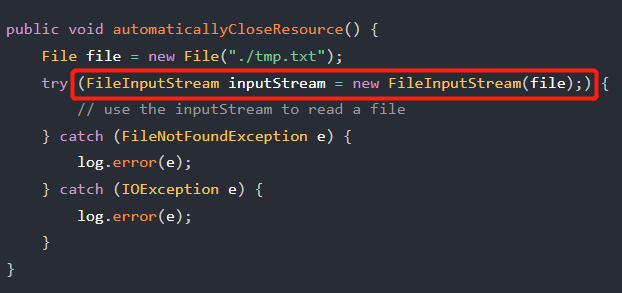 public void automaticallyCloseResource() {
    File file = new File("./tmp.txt");
    try (FileInputStream inputStream = new FileInputStream(file);) {
        // use the inputStream to read a file
    } catch (FileNotFoundException e) {
        log.error(e);
    } catch (IOException e) {
        log.error(e);
    }
}